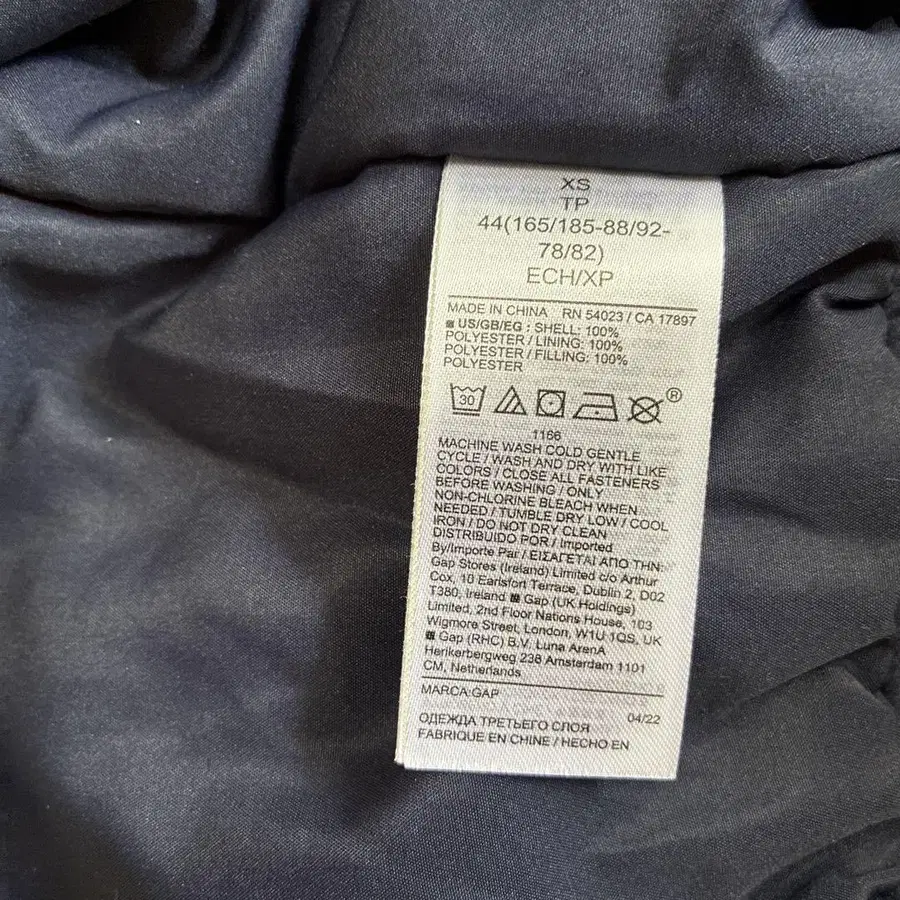 XS
TP
44(165/185-88/92-
78/82)
ECH/XP
MADE IN CHINA RN 54023 / CA 17897
US/GB/EG : SHELL: 100%
POLYESTER / LINING: 100%
POLYESTER / FILLING: 100%
POLYESTER
30 ®
1166
MACHINE WASH COLD GENTLE
CYCLE / WASH AND DRY WITH LIKE
COLORS / CLOSE ALL FASTENERS
BEFORE WASHING / ONLY
NON-CHLORINE BLEACH WHEN
NEEDED / TUMBLE DRY LOW / COOL
IRON / DO NOT DRY CLEAN
DISTRIBUIDO POR / Imported
By/Importe Par / ΕΙΣΑΓΕΤΑΙ ΑΠΟ ΤΗΝ:
Gap Stores (Ireland) Limited c/o Arthur
Cox, 10 Earlsfort Terrace, Dublin 2, D02
T380, Ireland Gap (UK Holdings)
Limited, 2nd Floor Nations House, 103
Wigmore Street, London, W1U 1QS, UK
Gap (RHC) B.V. Luna ArenA
Herikerbergweg 238 Amsterdam 1101
CM, Netherlands
MARCA:GAP
04/22
ОДЕЖДА ТРЕТЬЕГО СЛОЯ
FABRIQUE EN CHINE / HECHO EN